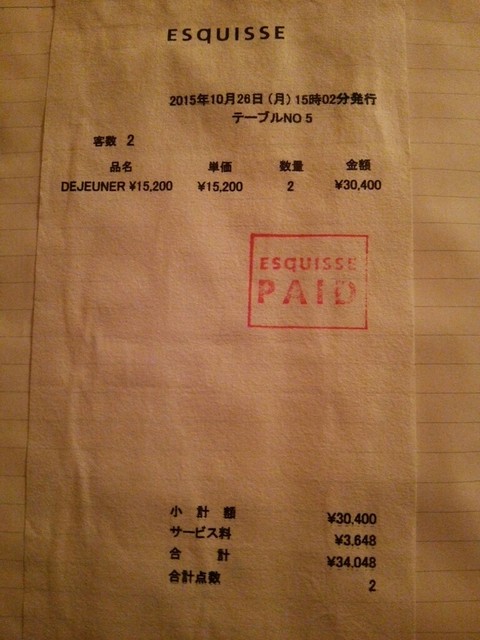 ESQUISSE
2015年10月26日(月)15時02分発行
テーブルNO 5
客数 2
品名 単価 数量 金額
DEJEUNER ¥15,200 ¥15,200 2 ¥30,400
ESQUISSE
PAID
小計額 ¥30,400
サービス料 ¥3,648
合計 ¥34,048
合計点数 2